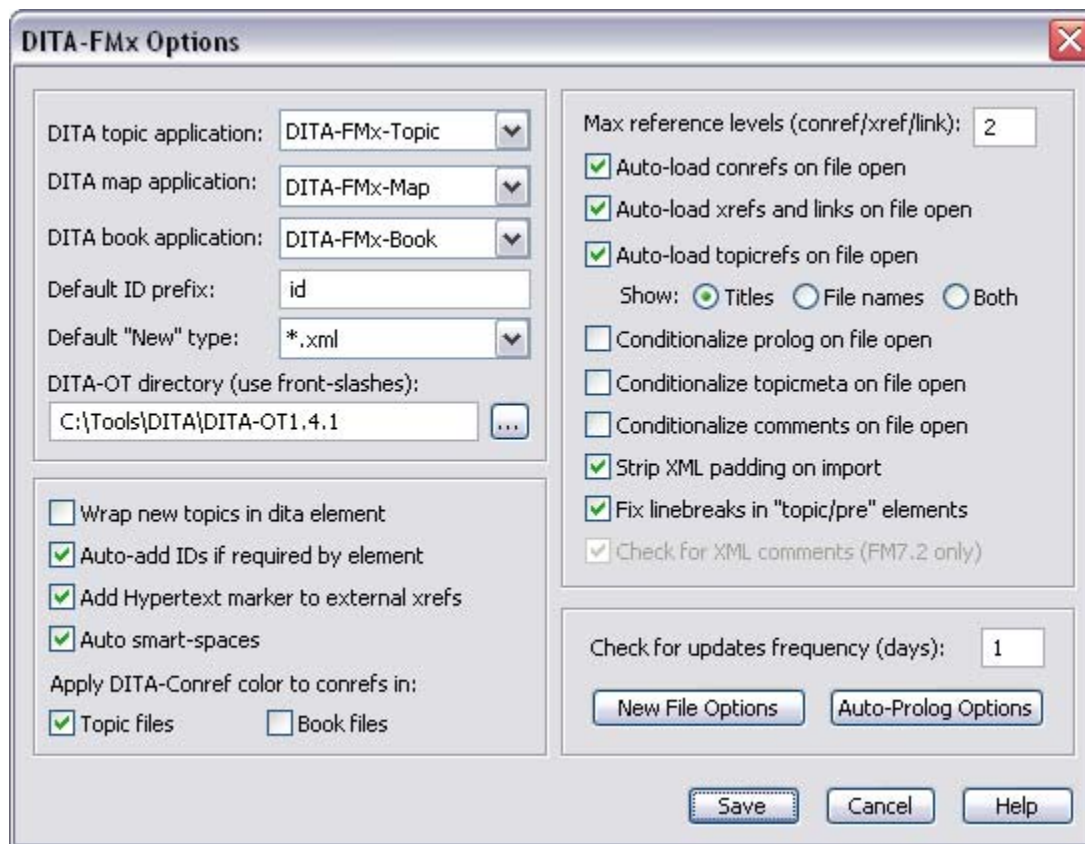 DITA-FMx Options
DITA topic application: DITA-FMx-Topic
DITA map application: DITA-FMx-Map
DITA book application: DITA-FMx-Book
Default ID prefix: id
Default "New" type: *.xml
DITA-OT directory (use front-slashes):
C:\Tools\DITA\DITA-OT1.4.1 ...
Wrap new topics in dita element
Auto-add IDs if required by element
Add Hypertext marker to external xrefs
Auto smart-spaces
Apply DITA-Conref color to conrefs in:
Topic files Book files
Max reference levels (conref/xref/link): 2
Auto-load conrefs on file open
Auto-load xrefs and links on file open
Auto-load topicrefs on file open
Show: Titles File names Both
Conditionalize prolog on file open
Conditionalize topicmeta on file open
Conditionalize comments on file open
Strip XML padding on import
Fix linebreaks in "topic/pre" elements
Check for XML comments (FM7.2 only)
Check for updates frequency (days): 1
New File Options Auto-Prolog Options
Save Cancel Help